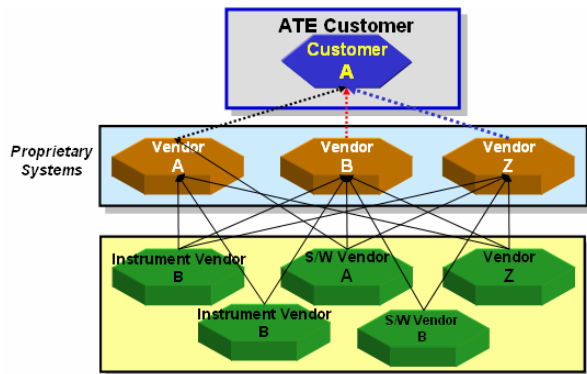 ATE Customer
Customer
A
Proprietary
Systems
Vendor
A
Vendor
B
Vendor
Z
Instrument Vendor
B
S/W Vendor
A
Vendor
Z
Instrument Vendor
B
S/W Vendor
B